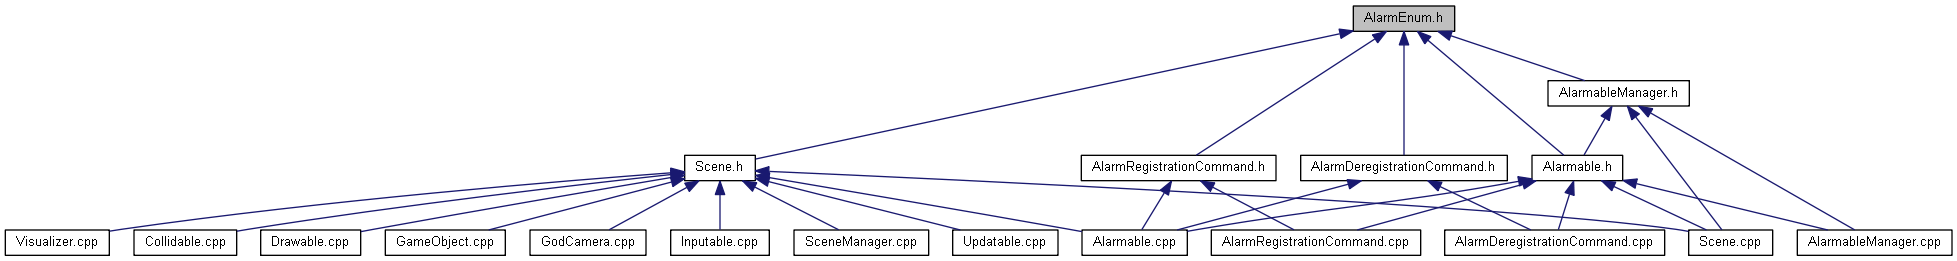 AlarmEnum.h
AlarmableManager.h
Scene.h
AlarmRegistrationCommand.h
AlarmDeregistrationCommand.h
Alarmable.h
Visualizer.cpp
Collidable.cpp
Drawable.cpp
GameObject.cpp
GodCamera.cpp
Inputable.cpp
SceneManager.cpp
Updatable.cpp
Alarmable.cpp
AlarmRegistrationCommand.cpp
AlarmDeregistrationCommand.cpp
Scene.cpp
AlarmableManager.cpp